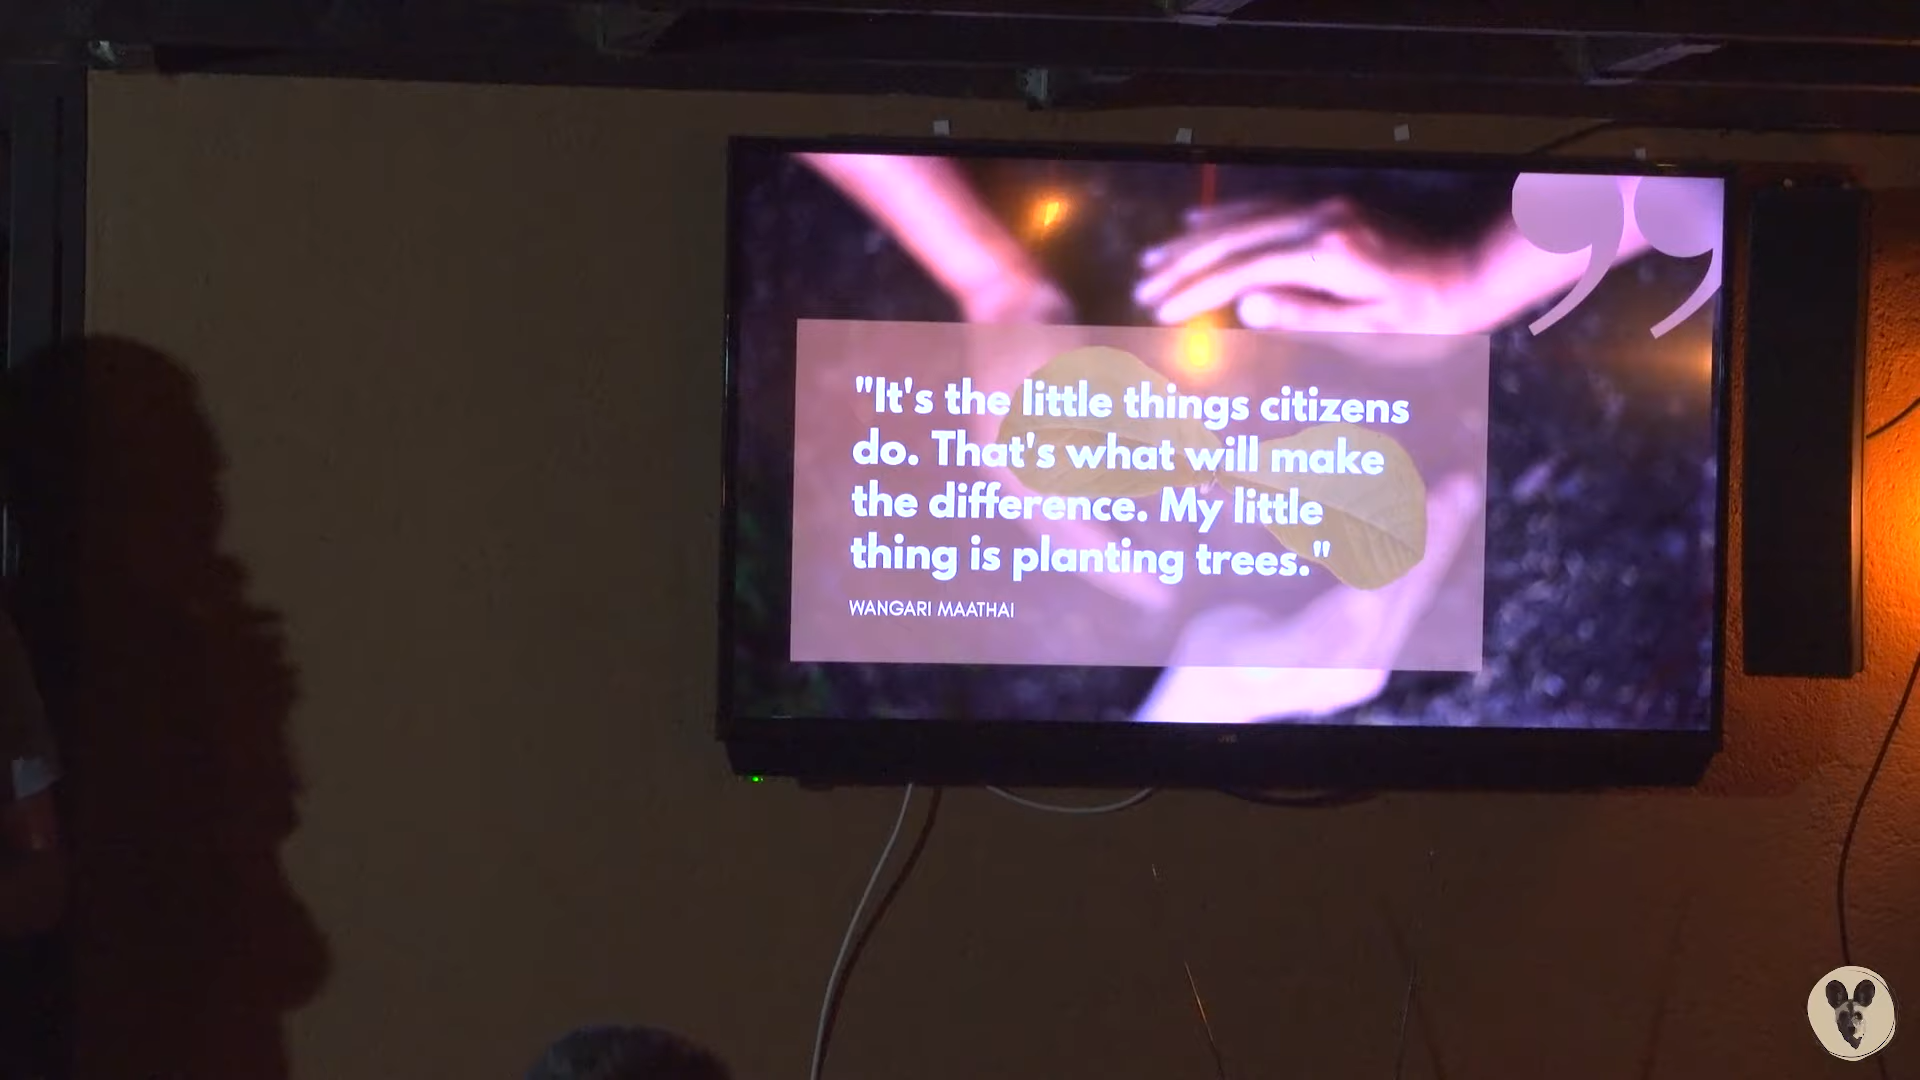 "It's the little things citizens
do. That's what will make
the difference. My little
thing is planting trees."
WANGARI MAATHAI
JVC